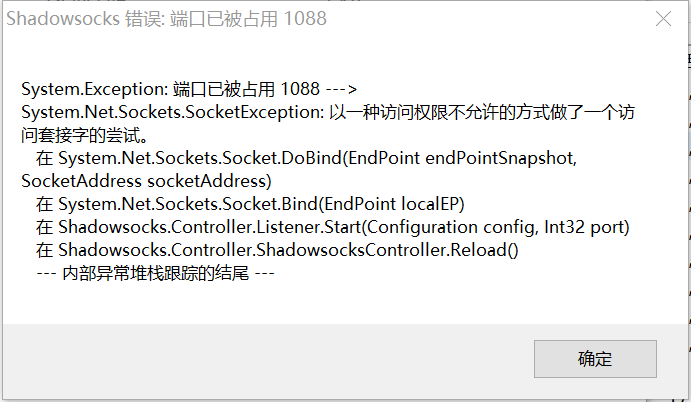 Shadowsocks 错误: 端口已被占用 1088
System.Exception: 端口已被占用 1088 --->
System.Net.Sockets.SocketException: 以一种访问权限不允许的方式做了一个访
问套接字的尝试。
在 System.Net.Sockets.Socket.DoBind(EndPoint endPointSnapshot,
SocketAddress socketAddress)
在 System.Net.Sockets.Socket.Bind(EndPoint localEP)
在 Shadowsocks.Controller.Listener.Start(Configuration config, Int32 port)
在 Shadowsocks.Controller.ShadowsocksController.Reload()
--- 内部异常堆栈跟踪的结尾 ---
确定